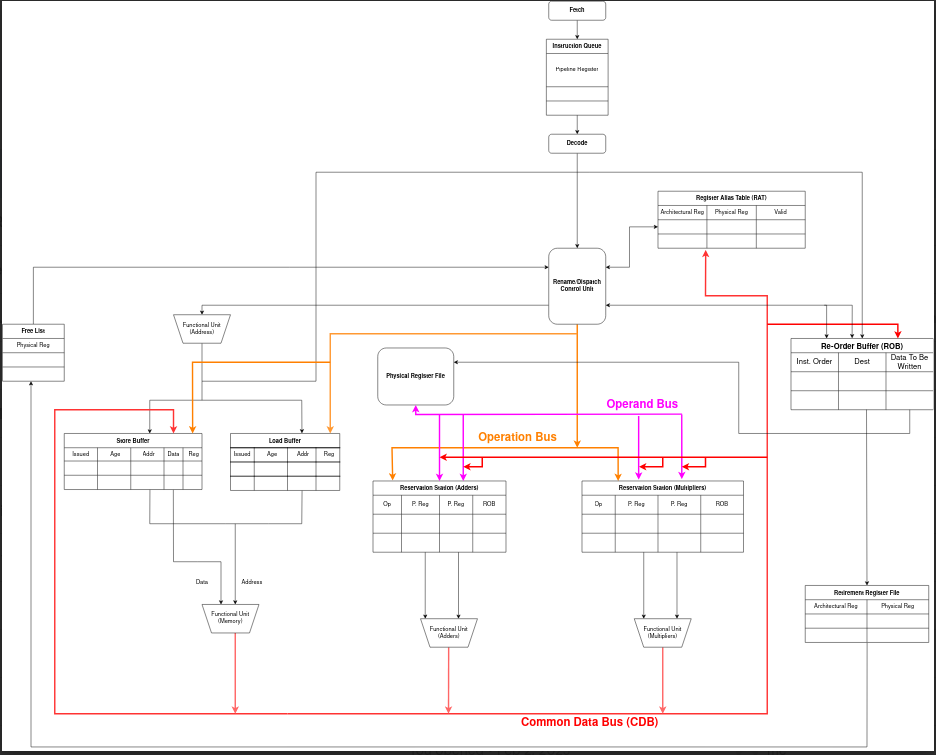 Fetch
Instruction Queue
Pipeline Register
Decode
Register Alias Table (RAT)
Architectural Reg Physical Reg Valid
Rename/Dispatch
Control Unit
Free List
Physical Reg
Functional Unit
(Address)
Physical Register File
Re-Order Buffer (ROB)
Inst. Order Dest Data To Be
Written
Operand Bus
Operation Bus
Store Buffer
Issued Age Addr Data Reg
Load Buffer
Issued Age Addr Reg
Reservation Station (Adders)
Op P. Reg P. Reg ROB
Reservation Station (Multipliers)
Op P. Reg P. Reg ROB
Data Address
Functional Unit
(Memory)
Functional Unit
(Adders)
Functional Unit
(Multipliers)
Retirement Register File
Architectural Reg Physical Reg
Common Data Bus (CDB)